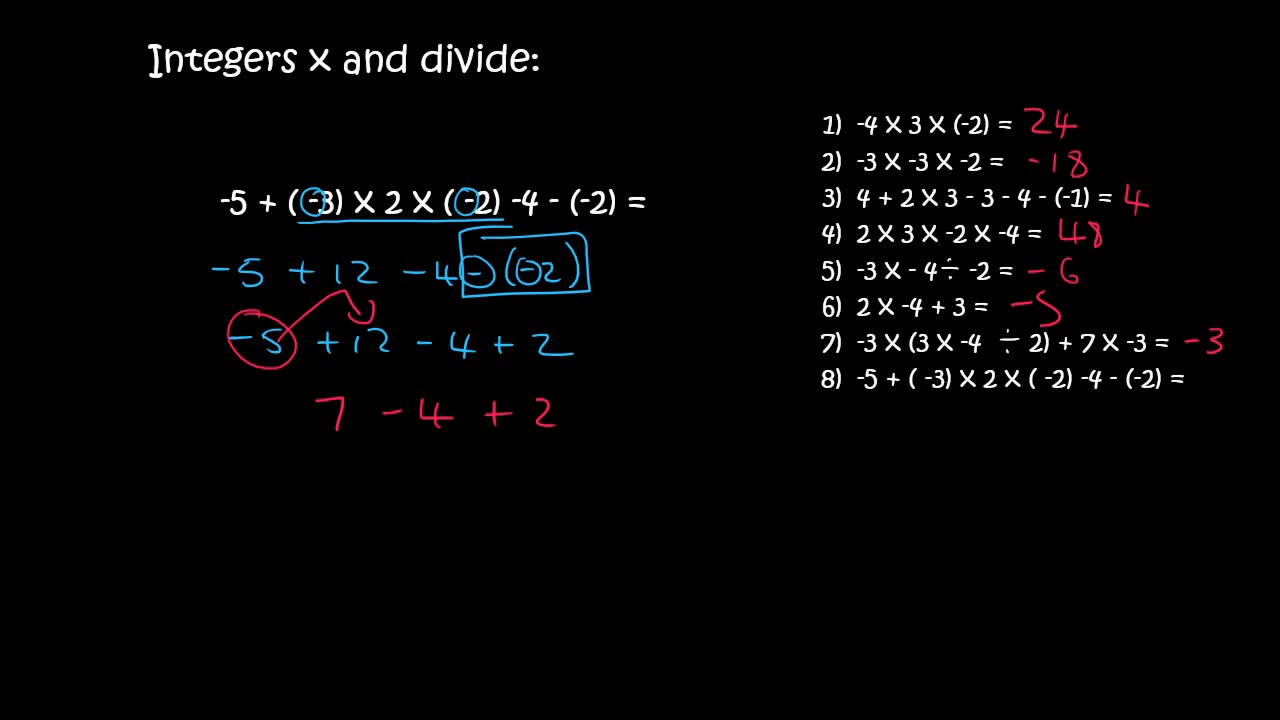 Integers x and divide:
-5 + (-3) X 2 X (-2) -4 - (-2) =
-5 + 12 -4 - (-2)
-5 +12 - 4 + 2
7 - 4 + 2
1) -4 X 3 X (-2) = 24
2) -3 X -3 X -2 = -18
3) 4 + 2 X 3 - 3 - 4 - (-1) = 4
4) 2 X 3 X -2 X -4 = 48
5) -3 X - 4 ÷ -2 = - 6
6) 2 X -4 + 3 = -5
7) -3 X (3 X -4 ÷ 2) + 7 X -3 = -3
8) -5 + ( -3) X 2 X ( -2) -4 - (-2) =